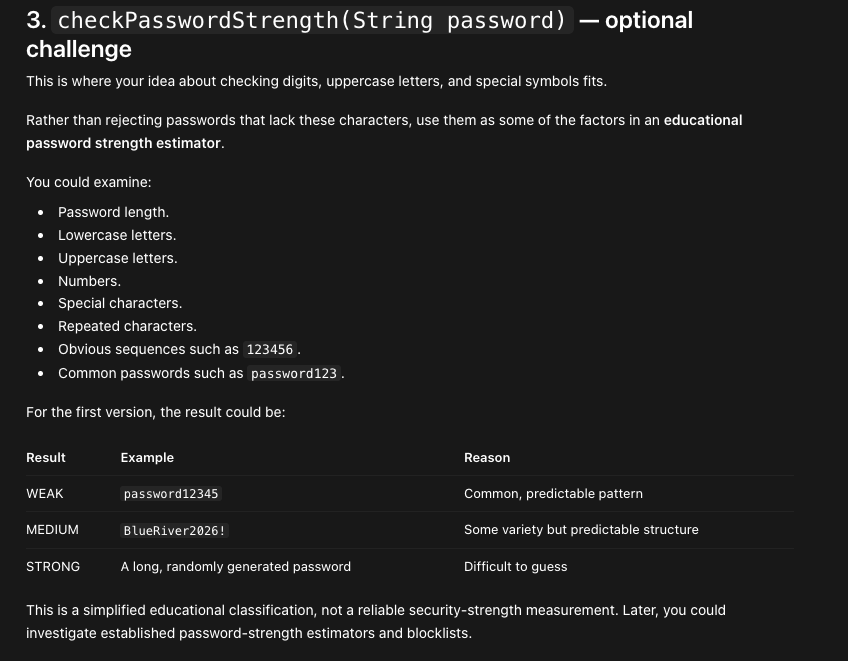 3. checkPasswordStrength(String password) — optional
challenge
This is where your idea about checking digits, uppercase letters, and special symbols fits.
Rather than rejecting passwords that lack these characters, use them as some of the factors in an educational
password strength estimator.
You could examine:
• Password length.
• Lowercase letters.
• Uppercase letters.
• Numbers.
• Special characters.
• Repeated characters.
• Obvious sequences such as 123456.
• Common passwords such as password123.
For the first version, the result could be:
Result Example Reason
WEAK password12345 Common, predictable pattern
MEDIUM BlueRiver2026! Some variety but predictable structure
STRONG A long, randomly generated password Difficult to guess
This is a simplified educational classification, not a reliable security-strength measurement. Later, you could
investigate established password-strength estimators and blocklists.